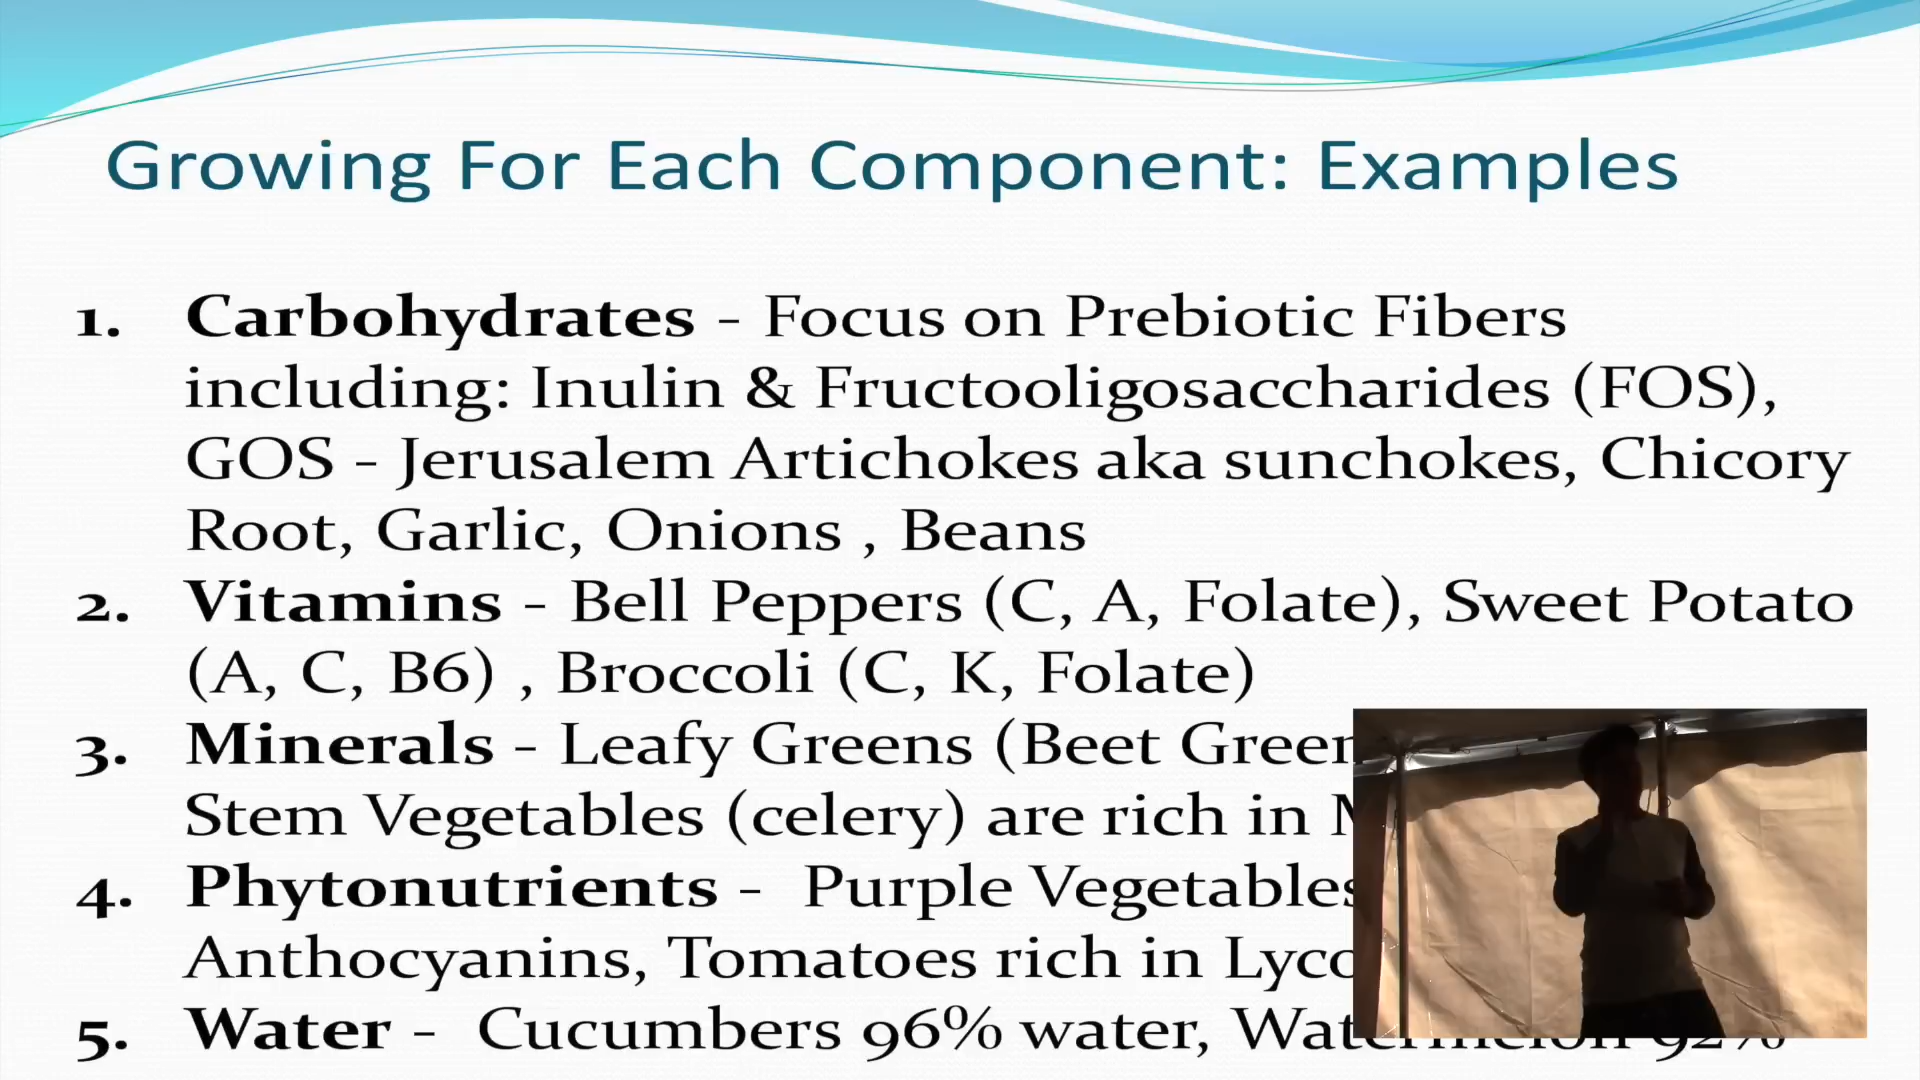 Growing For Each Component: Examples
1. Carbohydrates - Focus on Prebiotic Fibers
including: Inulin & Fructooligosaccharides (FOS),
GOS - Jerusalem Artichokes aka sunchokes, Chicory
Root, Garlic, Onions , Beans
2. Vitamins - Bell Peppers (C, A, Folate), Sweet Potato
(A, C, B6) , Broccoli (C, K, Folate)
3. Minerals - Leafy Greens (Beet
Stem Vegetables (celery) are rich in
4. Phytonutrients - Purple Vegetables
Anthocyanins, Tomatoes rich in
5. Water - Cucumbers 96% water, Watermelon 92%